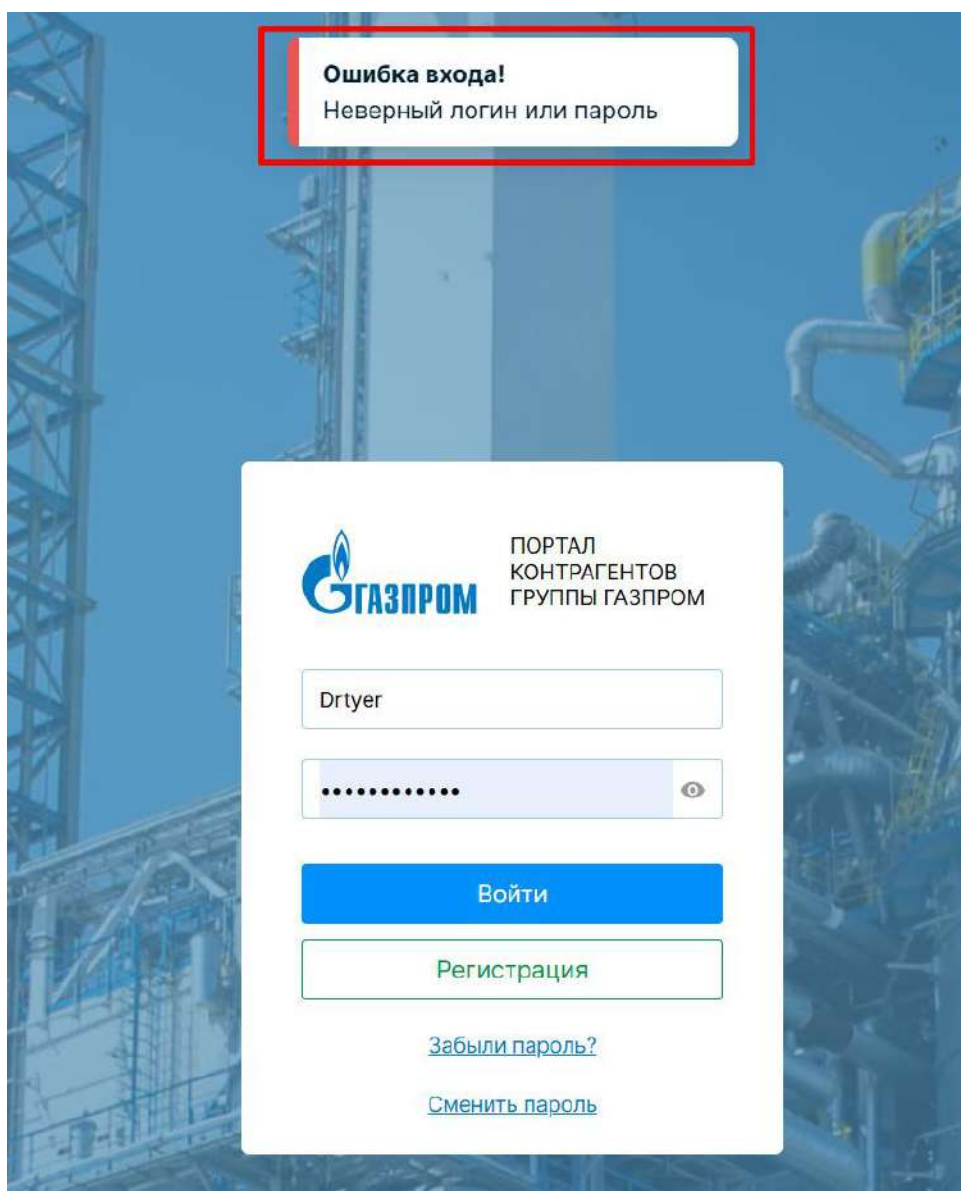 Ошибка входа!
Неверный логин или пароль
ГАЗПРОМ
ПОРТАЛ
КОНТРАГЕНТОВ
ГРУППЫ ГАЗПРОМ
Drtyer
••••••••••••
Войти
Регистрация
Забыли пароль?
Сменить пароль